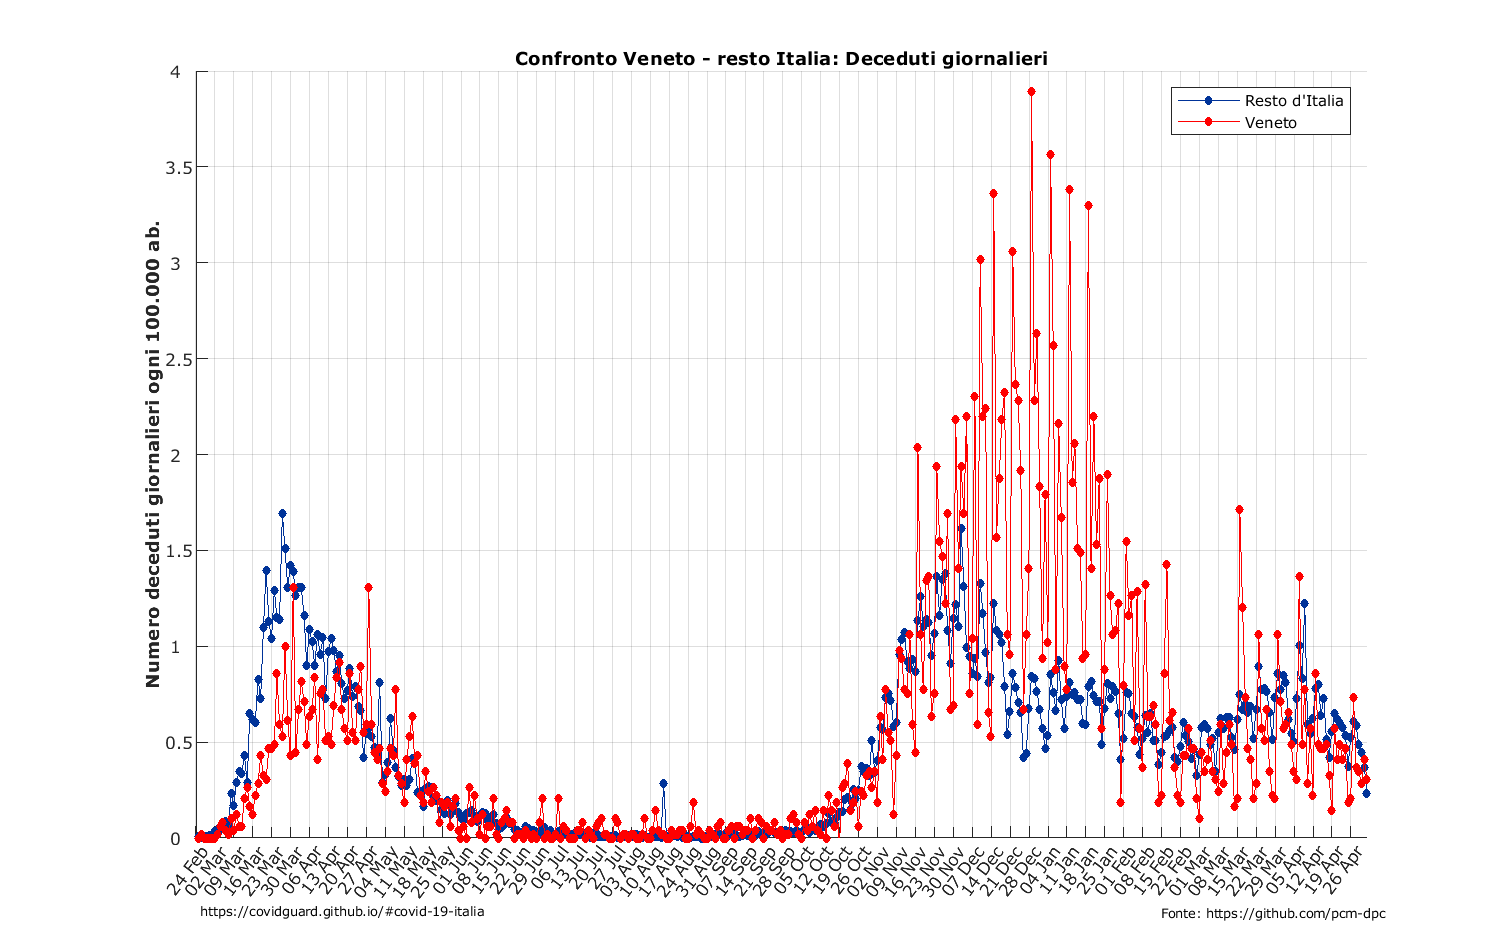 Confronto Veneto - resto Italia: Deceduti giornalieri
Numero deceduti giornalieri ogni 100.000 ab.
4
3.5
3
2.5
2
1.5
1
0.5
0
Resto d'Italia
Veneto
24 Feb
02 Mar
09 Mar
16 Mar
23 Mar
30 Mar
06 Apr
13 Apr
20 Apr
27 Apr
04 May
11 May
18 May
25 May
01 Jun
08 Jun
15 Jun
22 Jun
29 Jun
06 Jul
13 Jul
20 Jul
27 Jul
03 Aug
10 Aug
17 Aug
24 Aug
31 Aug
07 Sep
14 Sep
21 Sep
28 Sep
05 Oct
12 Oct
19 Oct
26 Oct
02 Nov
09 Nov
16 Nov
23 Nov
30 Nov
07 Dec
14 Dec
21 Dec
28 Dec
04 Jan
11 Jan
18 Jan
25 Jan
01 Feb
08 Feb
15 Feb
22 Feb
01 Mar
08 Mar
15 Mar
22 Mar
29 Mar
05 Apr
12 Apr
19 Apr
26 Apr
https://covidguard.github.io/#covid-19-italia
Fonte: https://github.com/pcm-dpc